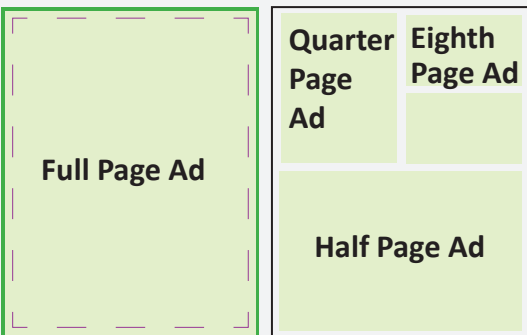 Full Page Ad
Quarter
Page
Ad
Eighth
Page Ad
Half Page Ad